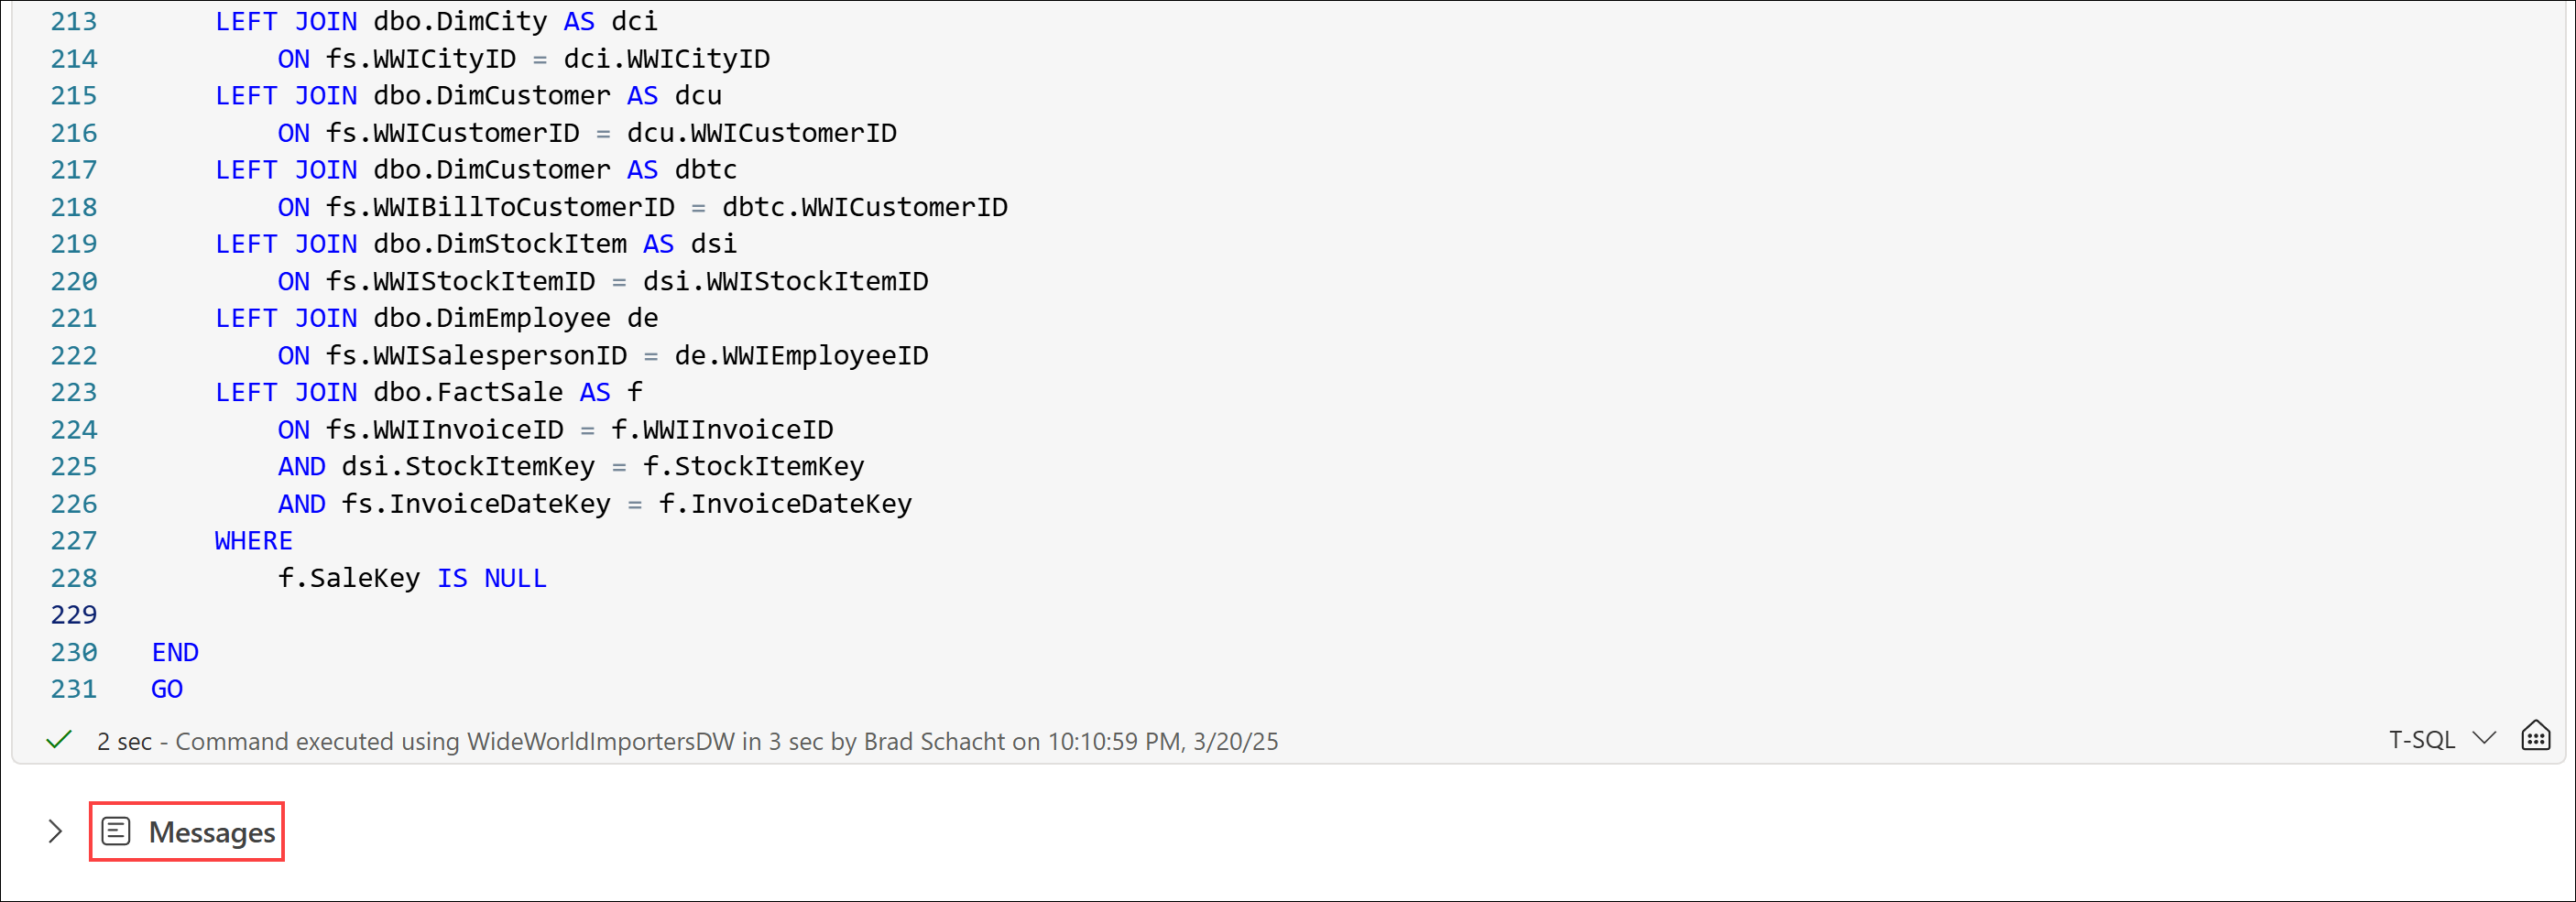 213 LEFT JOIN dbo.DimCity AS dci
214 ON fs.WWICityID = dci.WWICityID
215 LEFT JOIN dbo.DimCustomer AS dcu
216 ON fs.WWICustomerID = dcu.WWICustomerID
217 LEFT JOIN dbo.DimCustomer AS dbtc
218 ON fs.WWIBillToCustomerID = dbtc.WWICustomerID
219 LEFT JOIN dbo.DimStockItem AS dsi
220 ON fs.WWIStockItemID = dsi.WWIStockItemID
221 LEFT JOIN dbo.DimEmployee de
222 ON fs.WWISalespersonID = de.WWIEmployeeID
223 LEFT JOIN dbo.FactSale AS f
224 ON fs.WWIInvoiceID = f.WWIInvoiceID
225 AND dsi.StockItemKey = f.StockItemKey
226 AND fs.InvoiceDateKey = f.InvoiceDateKey
227 WHERE
228 f.SaleKey IS NULL
229
230 END
231 GO
2 sec - Command executed using WideWorldImportersDW in 3 sec by Brad Schacht on 10:10:59 PM, 3/20/25 T-SQL
Messages